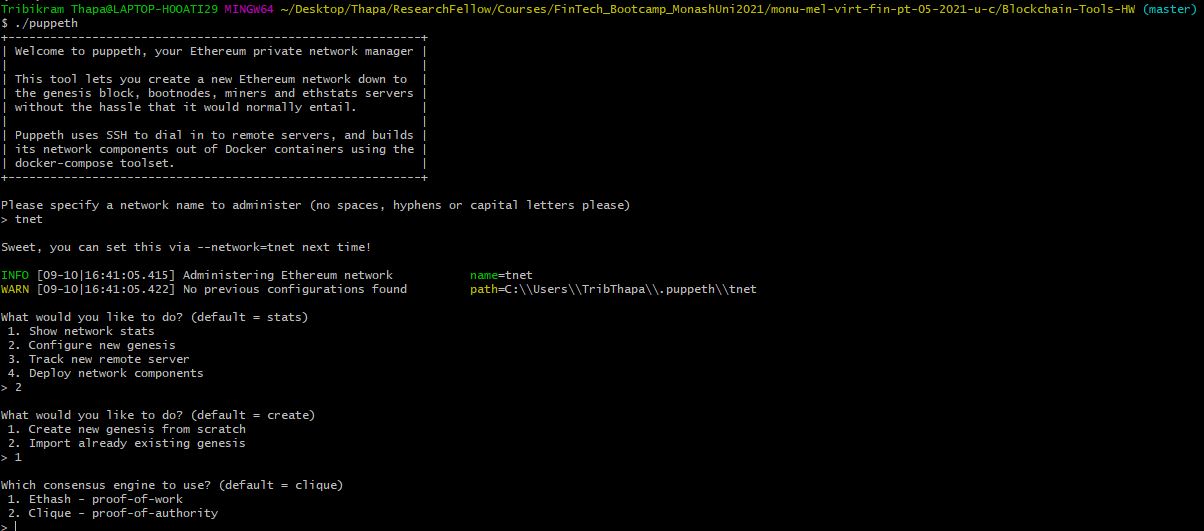 Tribikram Thapa@LAPTOP-HOOATI29 MINGW64 ~/Desktop/Thapa/ResearchFellow/Courses/FinTech_Bootcamp_MonashUni2021/monu-mel-virt-fin-pt-05-2021-u-c/Blockchain-Tools-HW (master)
$ ./puppeth
+-----------------------------------------------------------+
| Welcome to puppeth, your Ethereum private network manager |
|                                                           |
| This tool lets you create a new Ethereum network down to  |
| the genesis block, bootnodes, miners and ethstats servers |
| without the hassle that it would normally entail.         |
|                                                           |
| Puppeth uses SSH to dial in to remote servers, and builds |
| its network components out of Docker containers using the |
| docker-compose toolset.                                   |
+-----------------------------------------------------------+
Please specify a network name to administer (no spaces, hyphens or capital letters please)
> tnet
Sweet, you can set this via --network=tnet next time!
INFO [09-10|16:41:05.415] Administering Ethereum network           name=tnet
WARN [09-10|16:41:05.422] No previous configurations found         path=C:\\Users\\TribThapa\\.puppeth\\tnet
What would you like to do? (default = stats)
 1. Show network stats
 2. Configure new genesis
 3. Track new remote server
 4. Deploy network components
> 2
What would you like to do? (default = create)
 1. Create new genesis from scratch
 2. Import already existing genesis
> 1
Which consensus engine to use? (default = clique)
 1. Ethash - proof-of-work
 2. Clique - proof-of-authority
>